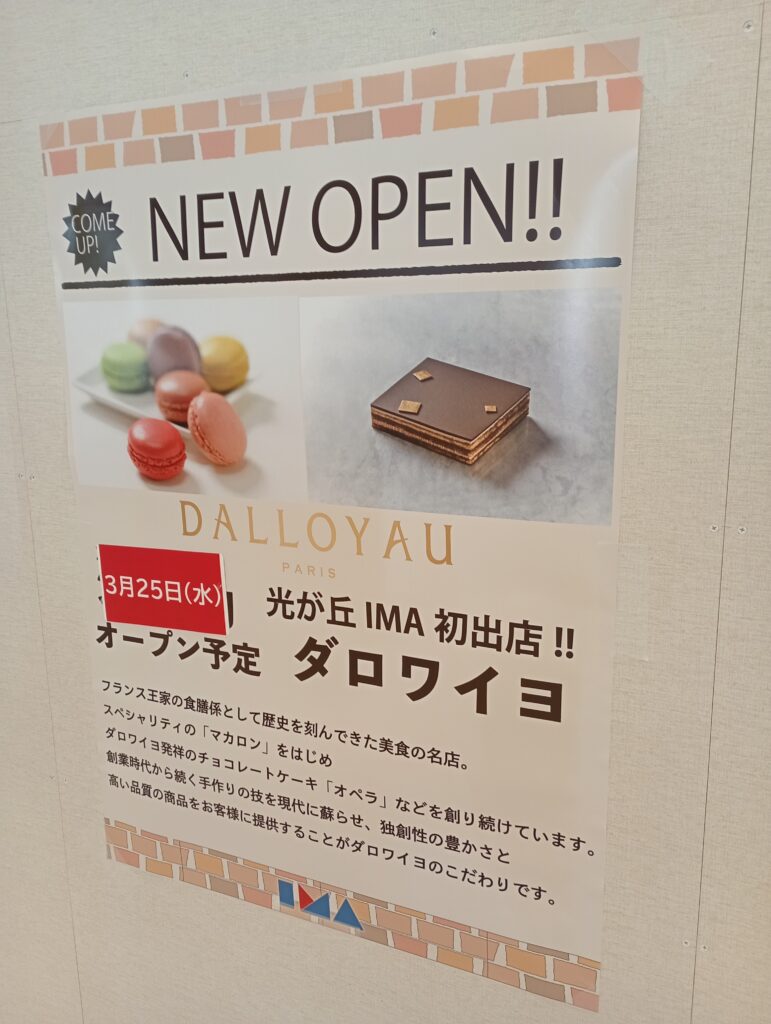 COME
UP!
NEW OPEN!!
DALLOYAU
PARIS
3月25日(水)
オープン予定
光が丘 IMA 初出店!!
ダロワイヨ
フランス王家の食膳係として歴史を刻んできた美食の名店。
スペシャリティの「マカロン」をはじめ
ダロワイヨ発祥のチョコレートケーキ「オペラ」などを創り続けています。
創業時代から続く手作りの技を現代に蘇らせ、独創性の豊かさと
高い品質の商品をお客様に提供することがダロワイヨのこだわりです。
IMA